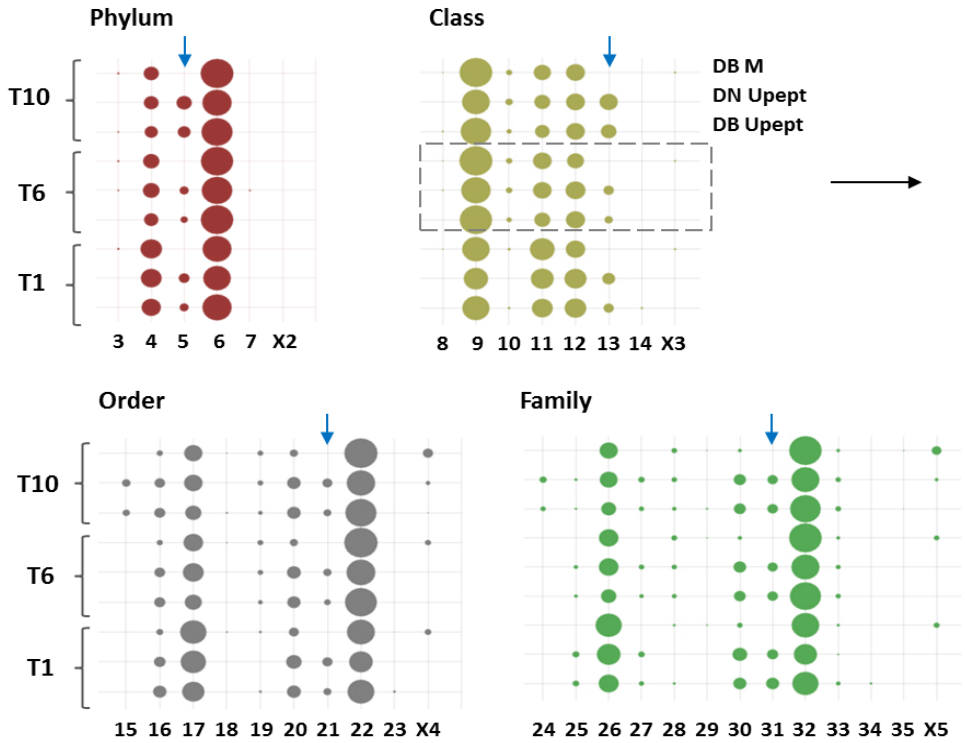 Phylum
Class
T10
T6
T1
3 4 5 6 7 X2
DB M
DN Upept
DB Upept
8 9 10 11 12 13 14 X3
Order
Family
T10
T6
T1
15 16 17 18 19 20 21 22 23 X4
24 25 26 27 28 29 30 31 32 33 34 35 X5